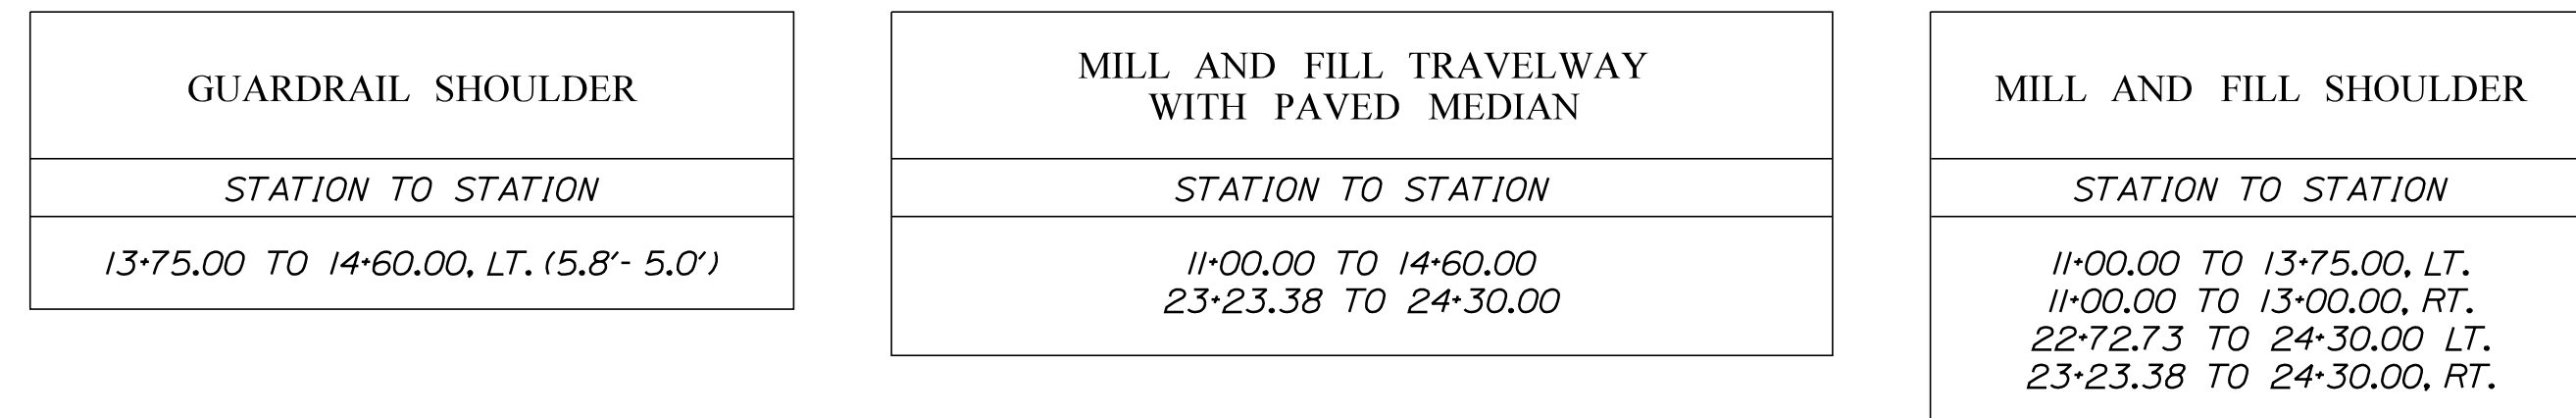 GUARDRAIL SHOULDER
STATION TO STATION
13+75.00 TO 14+60.00, LT. (5.8'- 5.0')
MILL AND FILL TRAVELWAY
WITH PAVED MEDIAN
STATION TO STATION
11+00.00 TO 14+60.00
23+23.38 TO 24+30.00
MILL AND FILL SHOULDER
STATION TO STATION
11+00.00 TO 13+75.00, LT.
11+00.00 TO 13+00.00, RT.
22+72.73 TO 24+30.00 LT.
23+23.38 TO 24+30.00, RT.